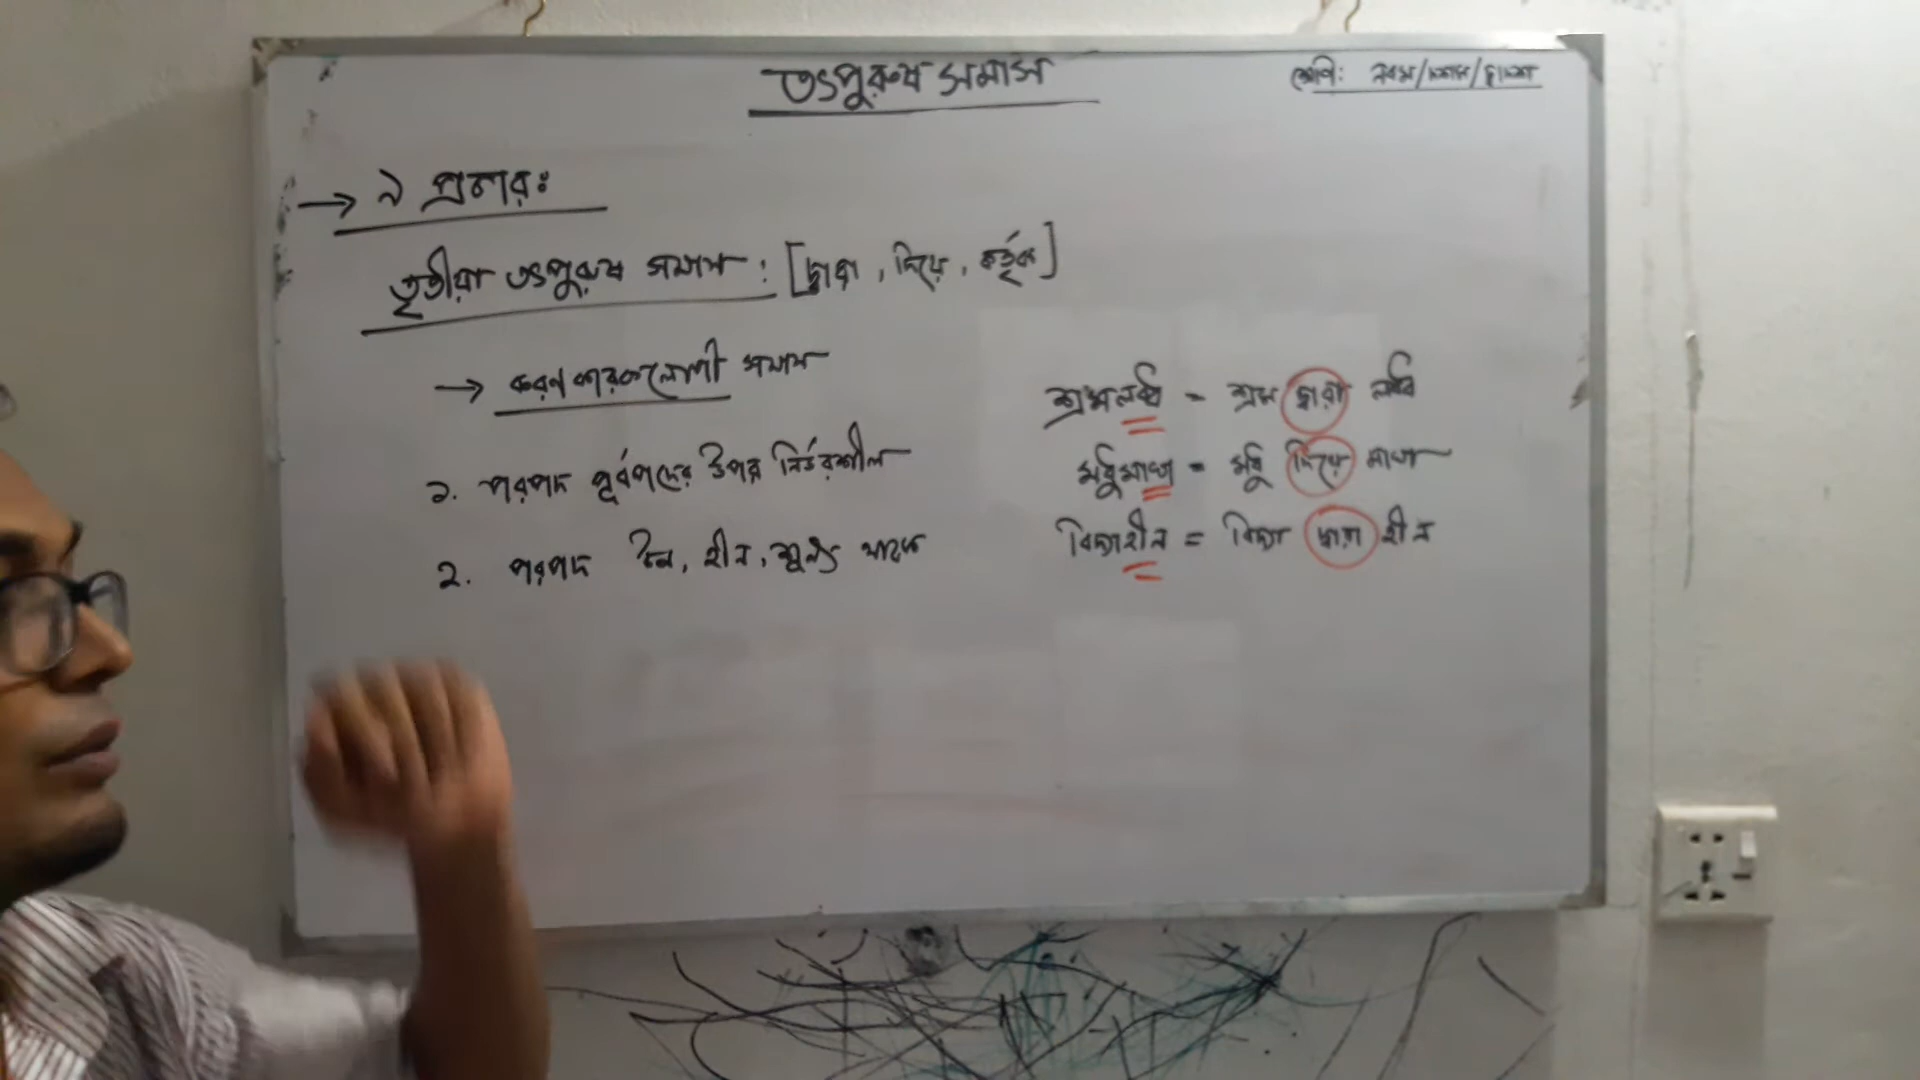 তৎপুরুষ সমাস
শ্রেণি: নবম/দশম/দ্বাদশ
→ ৯ প্রকার:
তৃতীয়া তৎপুরুষ সমাস : [দ্বারা, দিয়ে, কর্তৃক]
→ করণ কারকলোপী সমাস
১. পরপদ পূর্বপদের উপর নির্ভরশীল
২. পরপদ ঊন, হীন, শূন্য থাকে
শ্রমলব্ধ = শ্রম দ্বারা লব্ধ
মধুমাখা = মধু দিয়ে মাখা
বিদ্যাহীন = বিদ্যা দ্বারা হীন